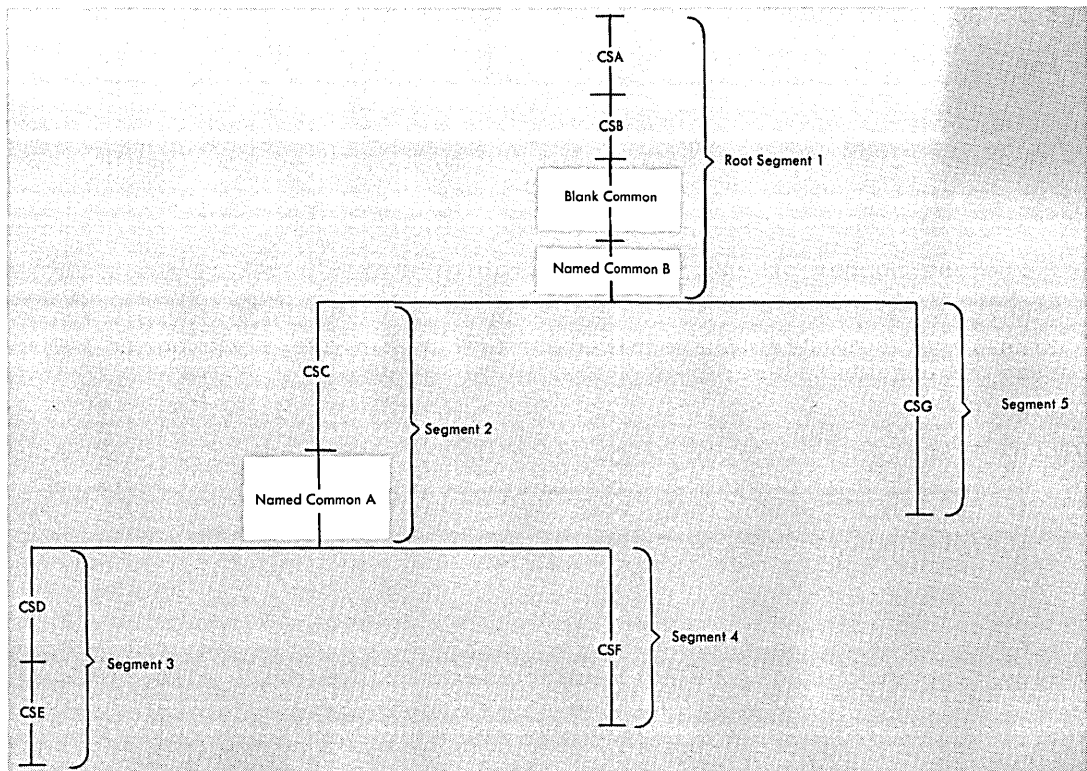 CSA
CSB
Root Segment 1
Blank Common
Named Common B
CSC
CSG
Segment 5
Segment 2
Named Common A
CSD
CSF
Segment 4
Segment 3
CSE